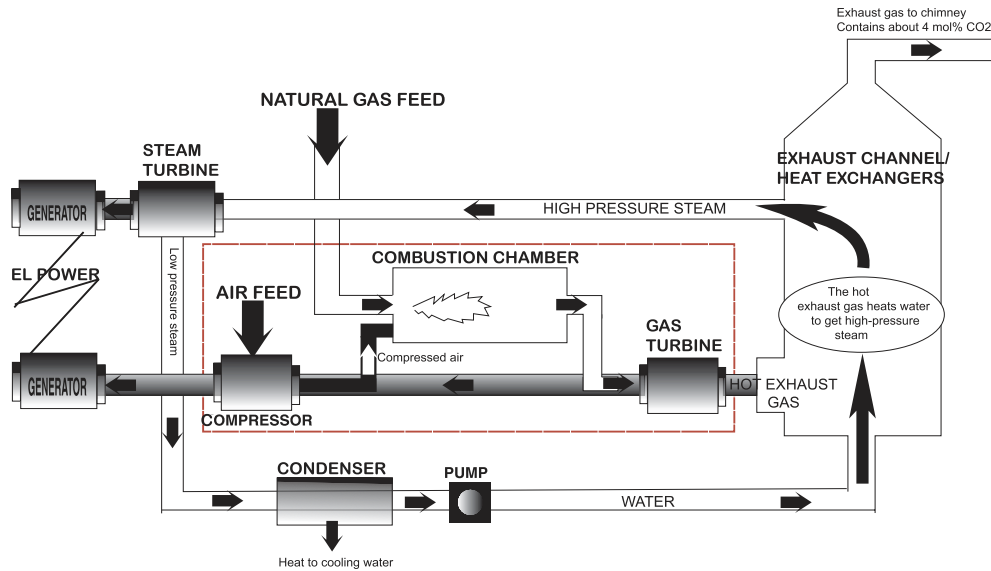 Exhaust gas to chimney
Contains about 4 mol% CO2
NATURAL GAS FEED
STEAM
TURBINE
EXHAUST CHANNEL/
HEAT EXCHANGERS
GENERATOR
HIGH PRESSURE STEAM
EL POWER
Low pressure steam
COMBUSTION CHAMBER
AIR FEED
The hot
exhaust gas heats water
to get high-pressure
steam
GAS
TURBINE
Compressed air
GENERATOR
HOT EXHAUST
GAS
COMPRESSOR
CONDENSER
PUMP
WATER
Heat to cooling water